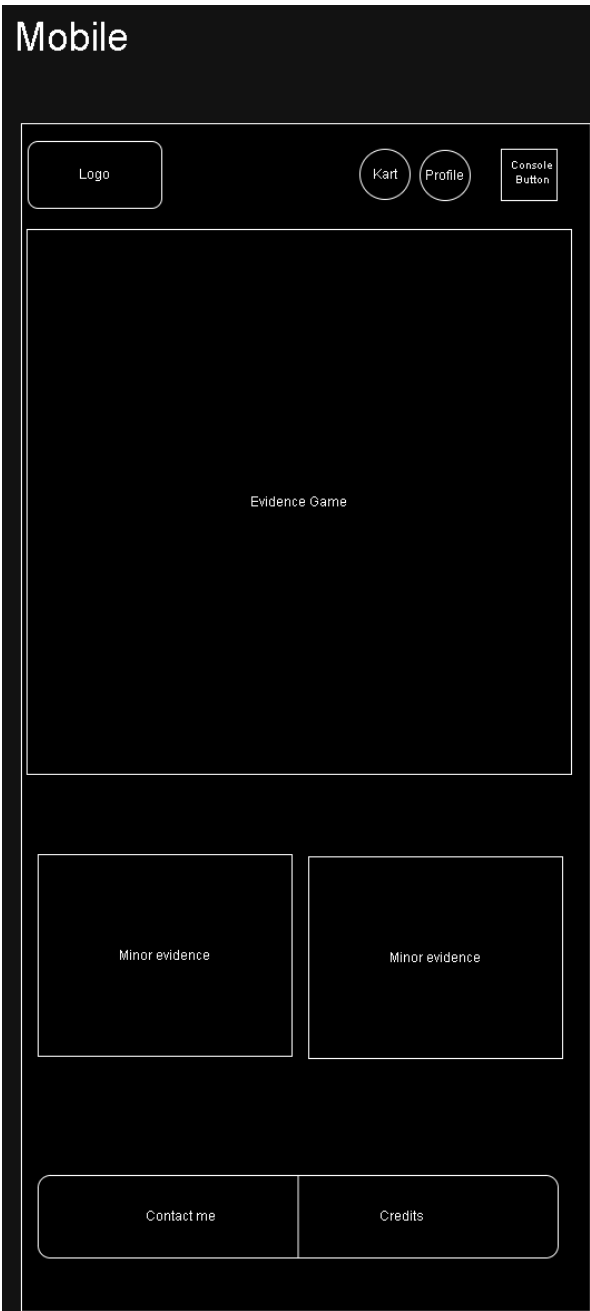 Mobile
Logo
Kart
Profile
Console
Button
Evidence Game
Minor evidence
Minor evidence
Contact me
Credits